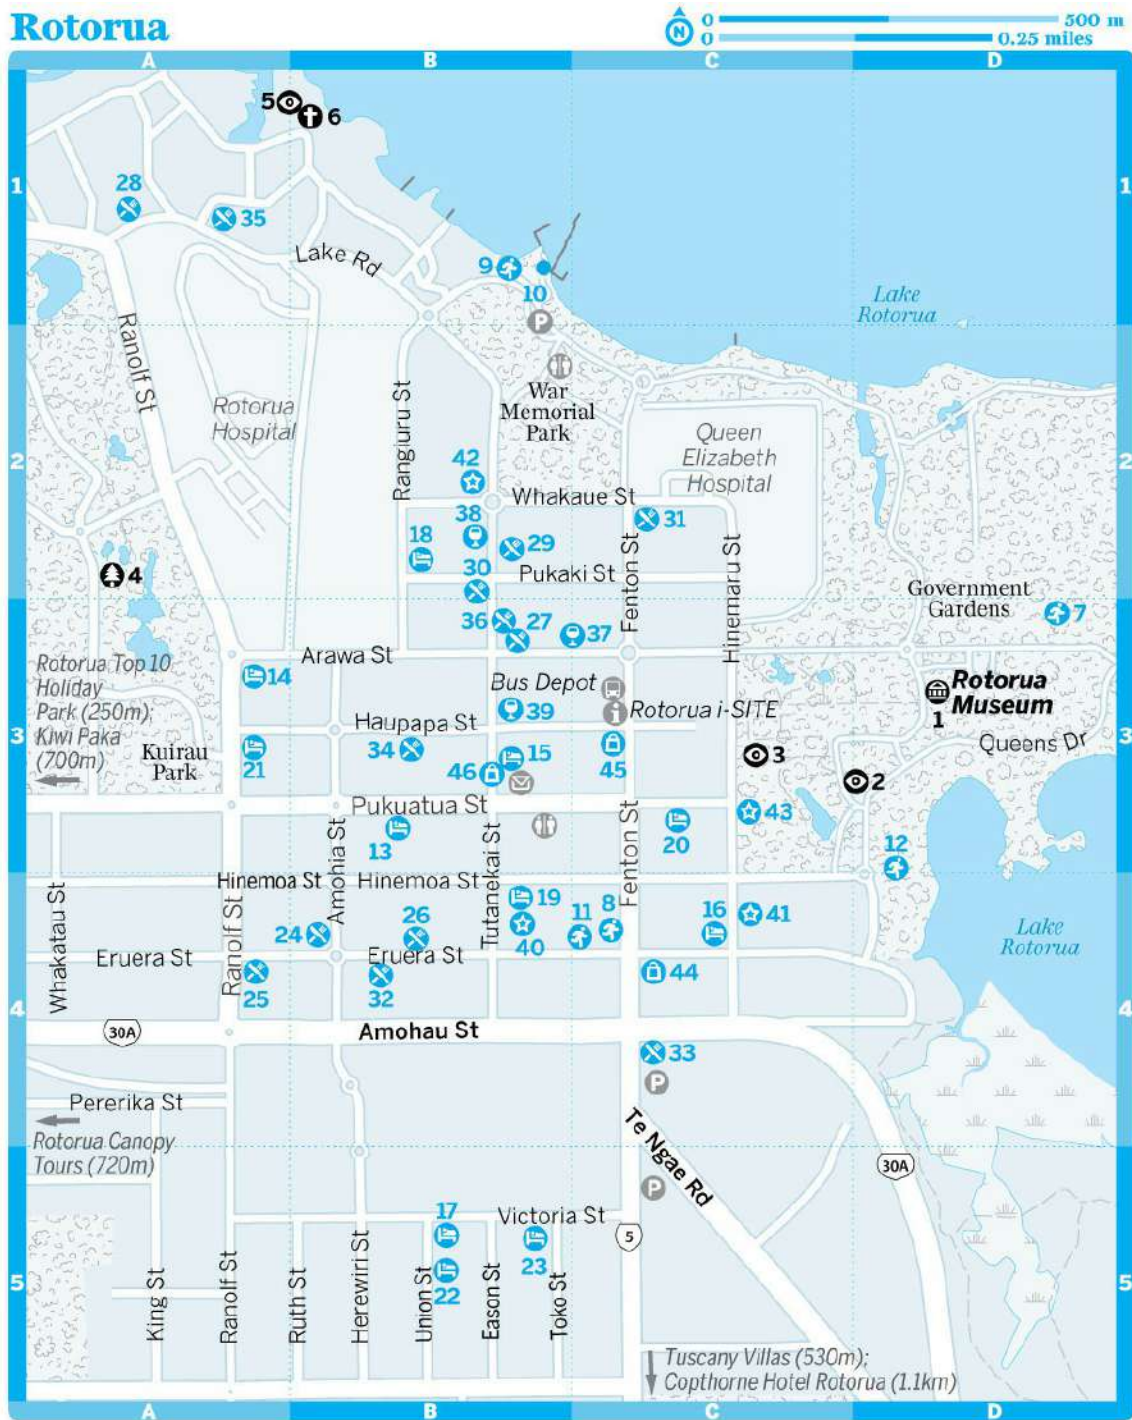 Rotorua
N
0 500 m
0 0.25 miles
A B C D
1 1
5 6
28
35
Lake Rd
9
10
P
Lake
Rotorua
Ranolf St
Rotorua
Hospital
Rangiuru St
War
Memorial
Park
Queen
Elizabeth
Hospital
2 2
42
Whakaue St
38
31
18
29
30
Pukaki St
Fenton St
Hinemaru St
4
Government
Gardens
7
36 27
37
Arawa St
Rotorua Top 10
Holiday
Park (250m);
Kiwi Paka
(700m)
14
Bus Depot
39
Rotorua i-SITE
i
Rotorua
Museum
1
Haupapa St
3 3
Kuirau
Park
21
34
15
46
45
3
Queens Dr
2
Pukuatua St
13
20
43
12
Amohia St
Tutanekai St
Fenton St
Hinemoa St Hinemoa St
Whakatau St
Ranolf St
24
26
19
40
11
8
16
41
Lake
Rotorua
Eruera St Eruera St
25
32
44
4 4
30A
Amohau St
33
P
Pererika St
Rotorua Canopy
Tours (720m)
Te Ngae Rd
30A
P
17
Victoria St
5
22
23
5 5
King St
Ranolf St
Ruth St
Herewiri St
Union St
Eason St
Toko St
Tuscany Villas (530m);
Copthorne Hotel Rotorua (1.1km)
A B C D